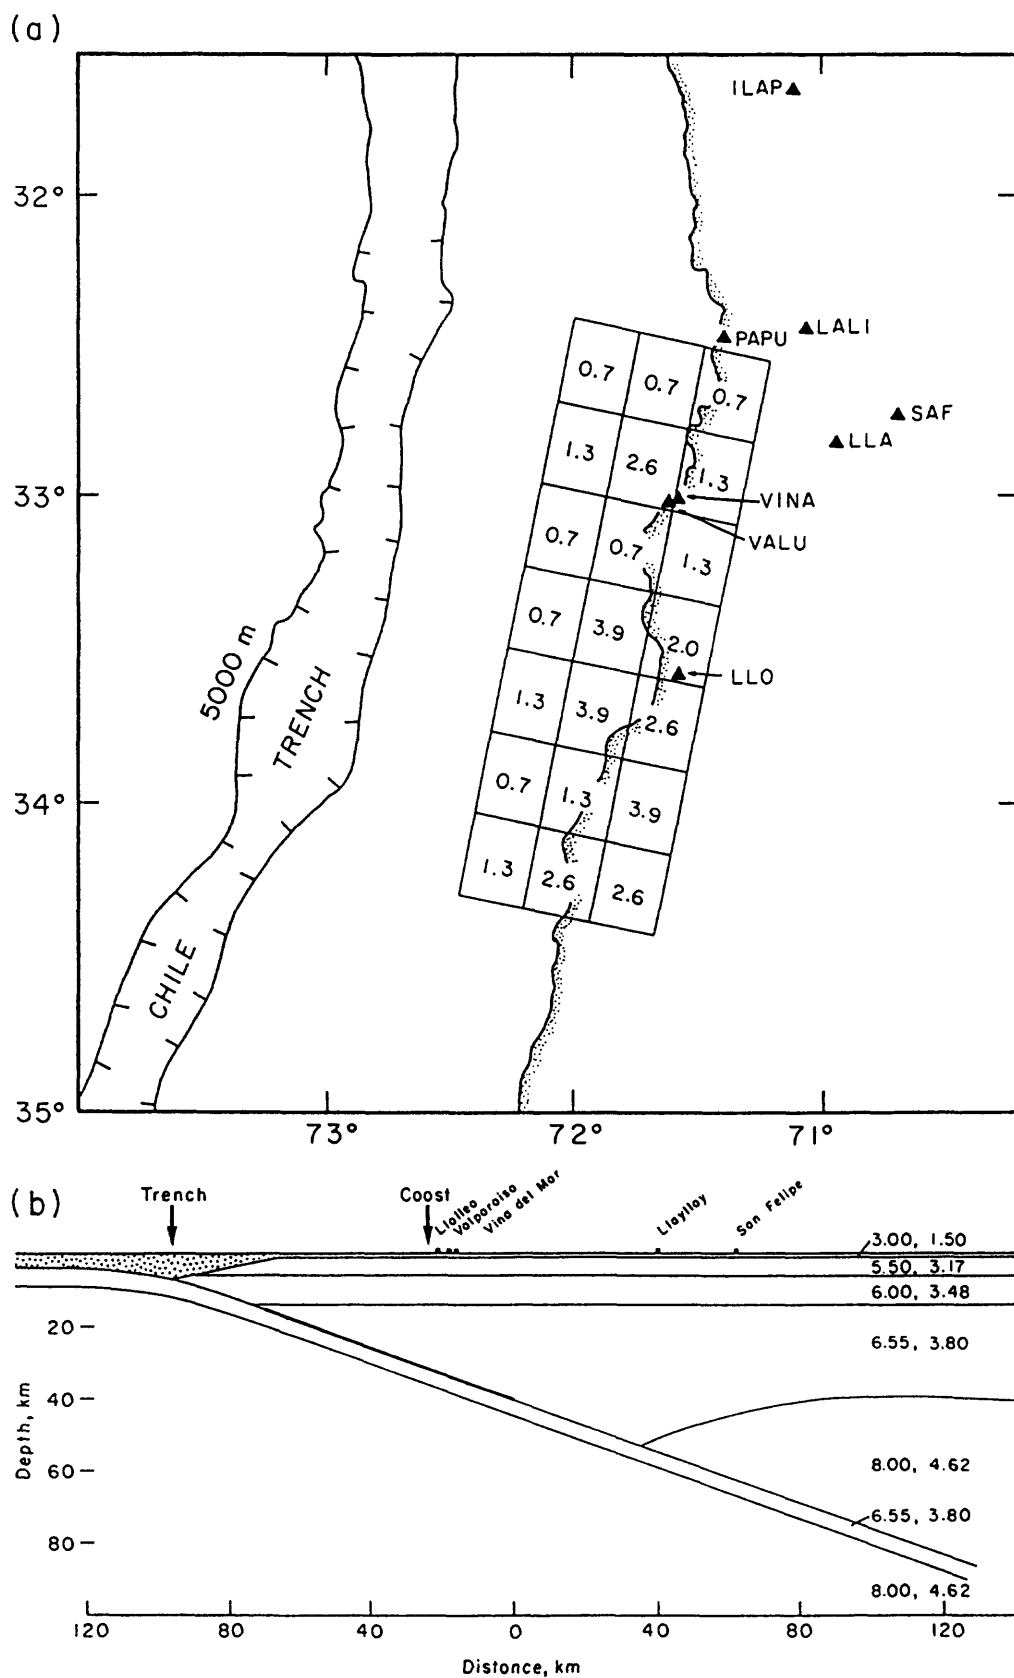 (a)
ILAP
32°
LALI
PAPU
0.7
0.7
0.7
SAF
LLA
1.3
2.6
1.3
33°
VINA
VALU
0.7
0.7
1.3
0.7
3.9
2.0
5000 m
TRENCH
LLO
1.3
3.9
2.6
34°
0.7
1.3
3.9
1.3
2.6
2.6
CHILE
35°
73°
72°
71°
(b)
Trench
Coost
Llolleo
Valparaiso
Vina del Mar
Llayllay
San Felipe
3.00, 1.50
5.50, 3.17
6.00, 3.48
20
6.55, 3.80
40
Depth, km
60
8.00, 4.62
6.55, 3.80
80
8.00, 4.62
120
80
40
0
40
80
120
Distonce, km